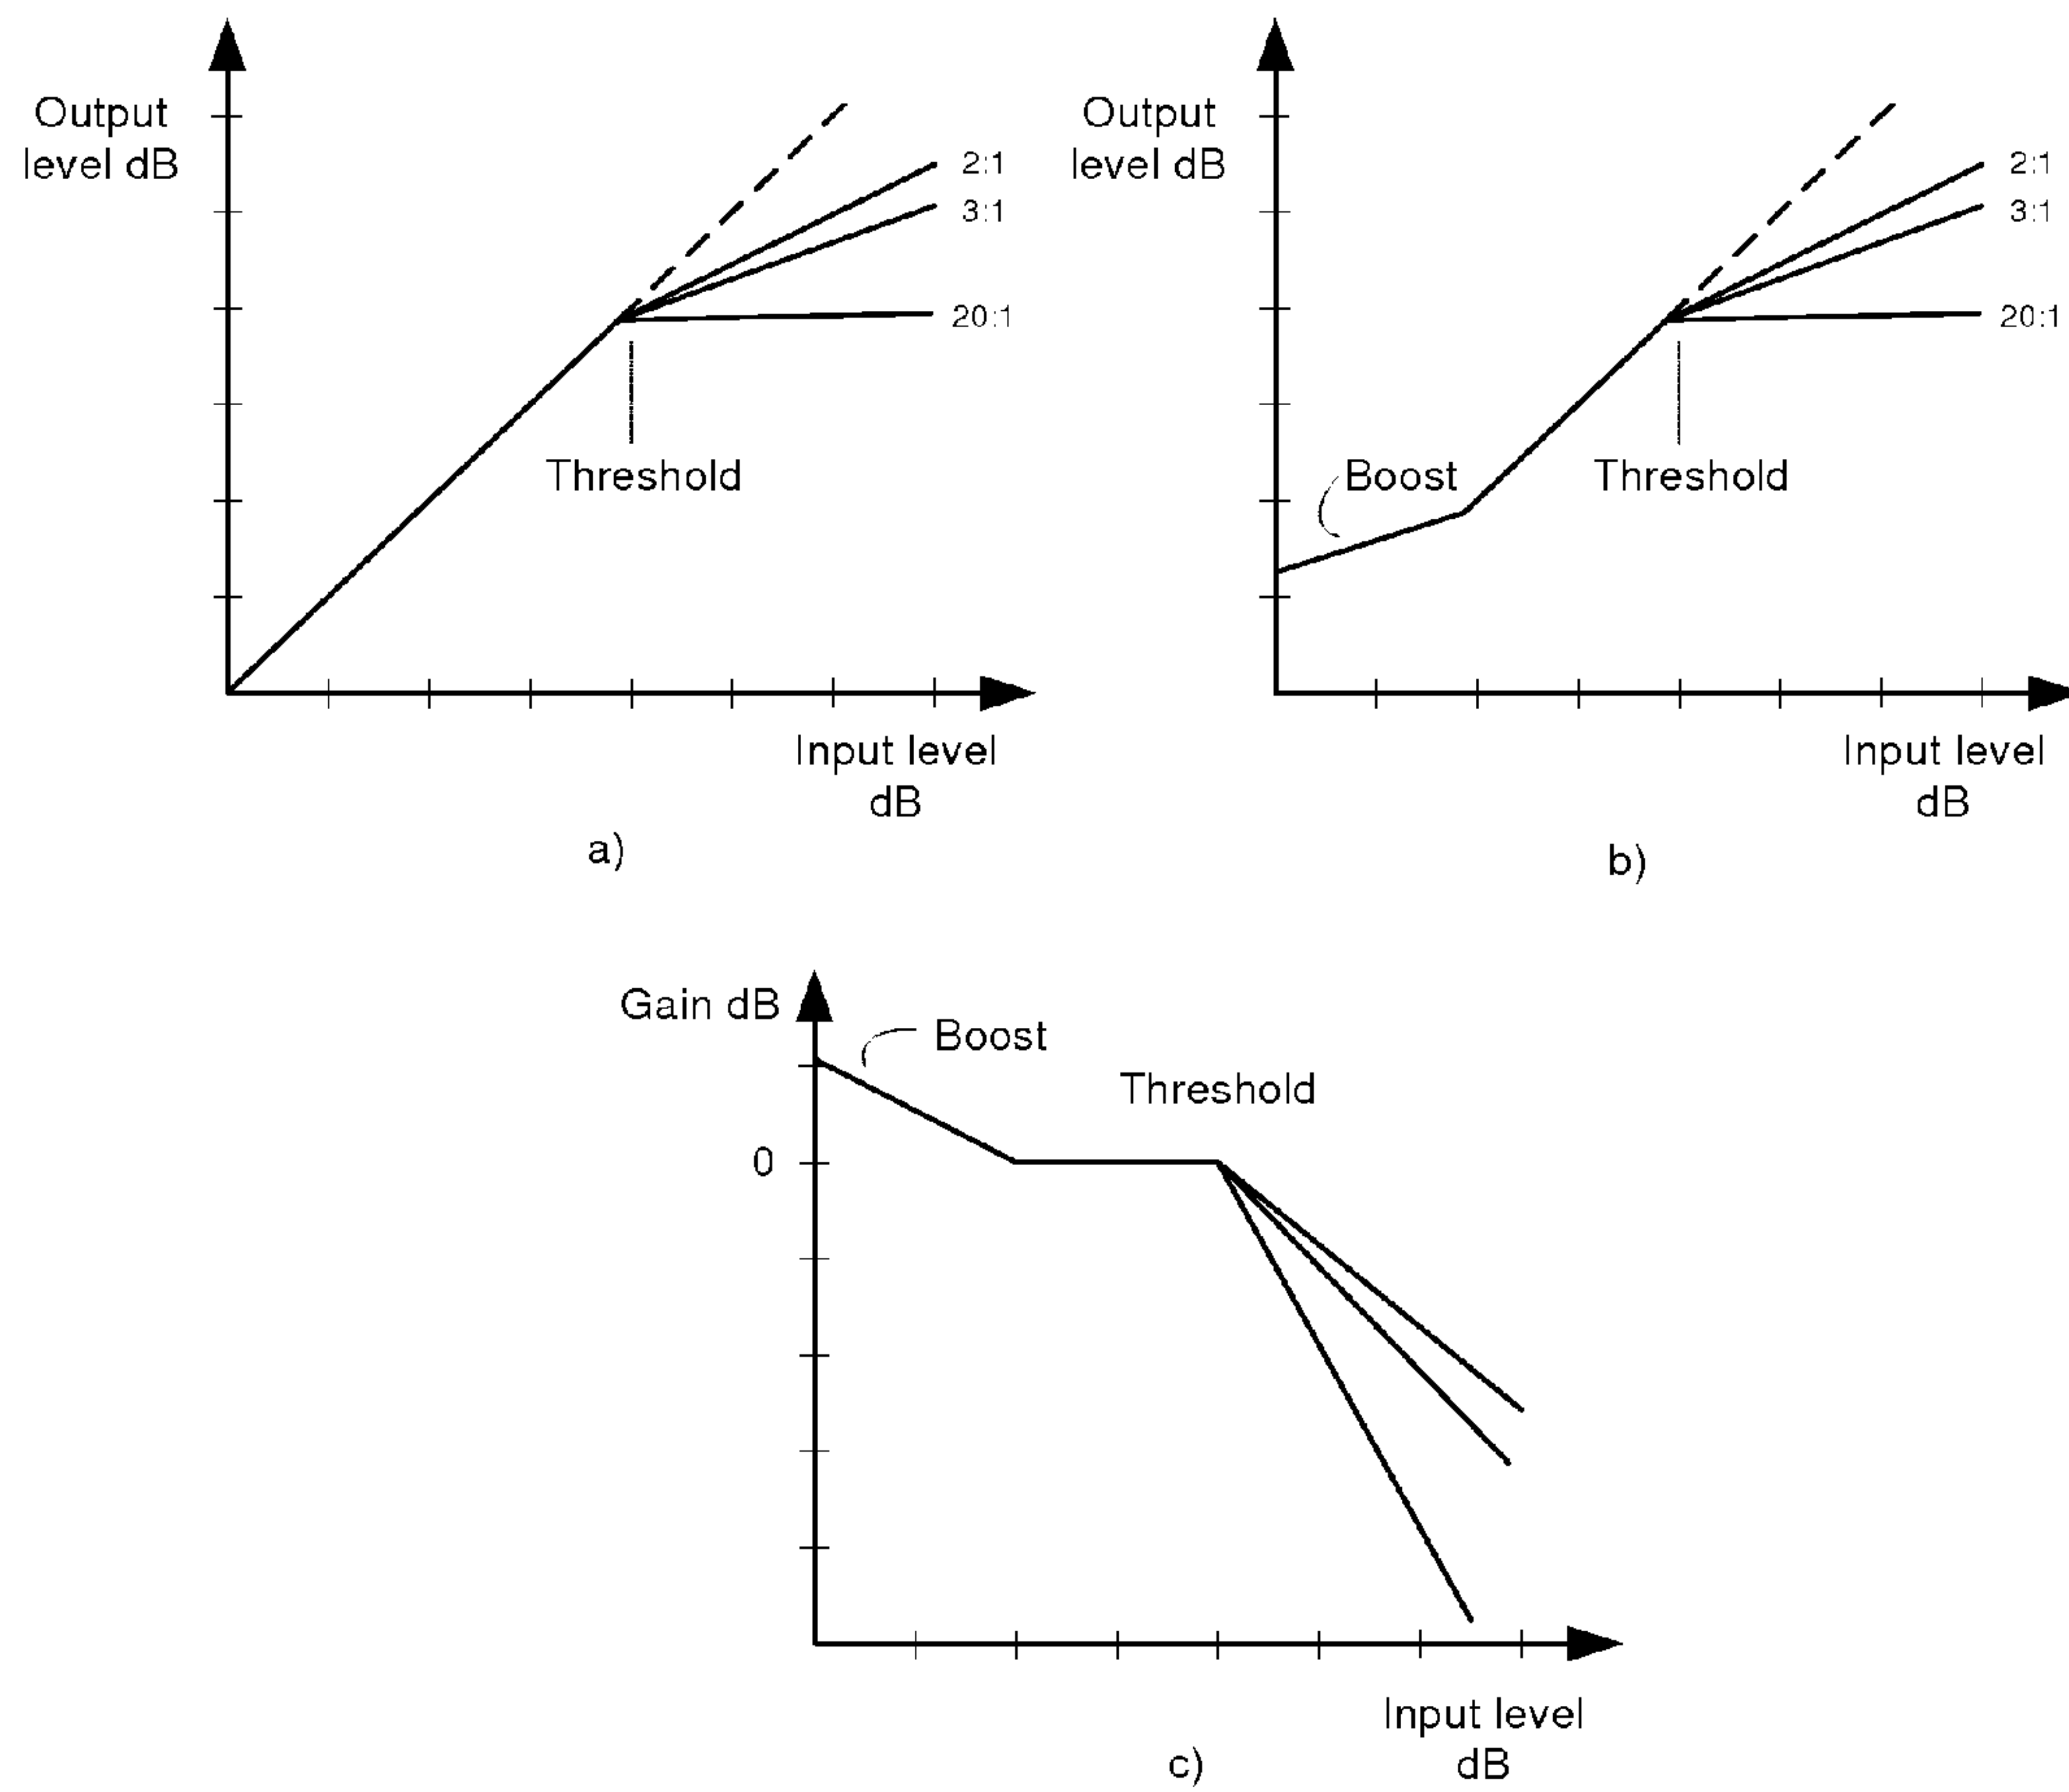 Output
level dB
2:1
3:1
20:1
Threshold
Input level
dB
a)
Output
level dB
2:1
3:1
20:1
Boost
Threshold
Input level
dB
b)
Gain dB
Boost
Threshold
0
Input level
dB
c)